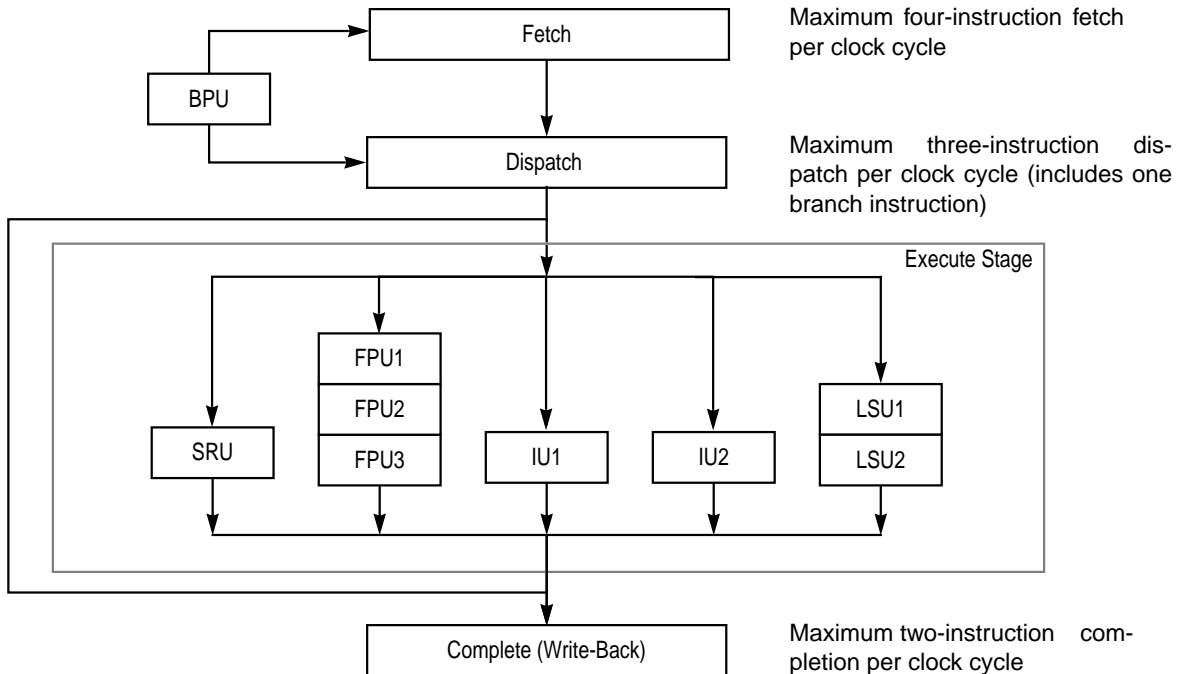 Fetch
Maximum four-instruction fetch
per clock cycle
BPU
Dispatch
Maximum three-instruction dis-
patch per clock cycle (includes one
branch instruction)
Execute Stage
FPU1
FPU2
LSU1
SRU
FPU3
IU1
IU2
LSU2
Complete (Write-Back)
Maximum two-instruction com-
pletion per clock cycle